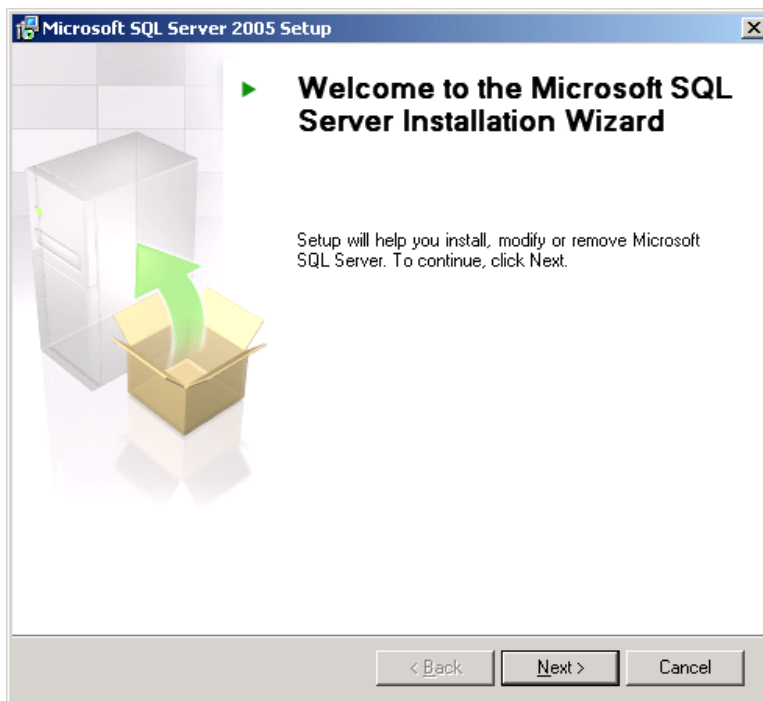 Microsoft SQL Server 2005 Setup
Welcome to the Microsoft SQL
Server Installation Wizard
Setup will help you install, modify or remove Microsoft
SQL Server. To continue, click Next.
< Back
Next >
Cancel